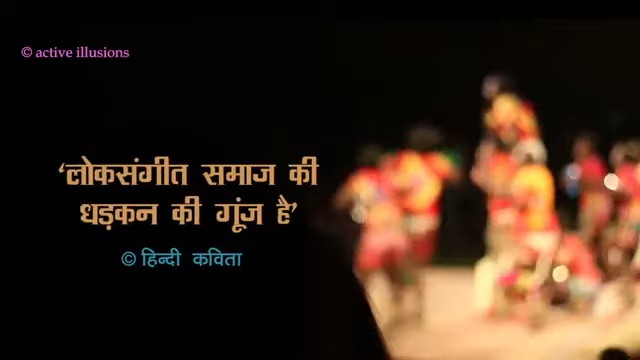 © active illusions
‘लोकसंगीत समाज की
धड़कन की गूंज है’
© हिन्दी कविता